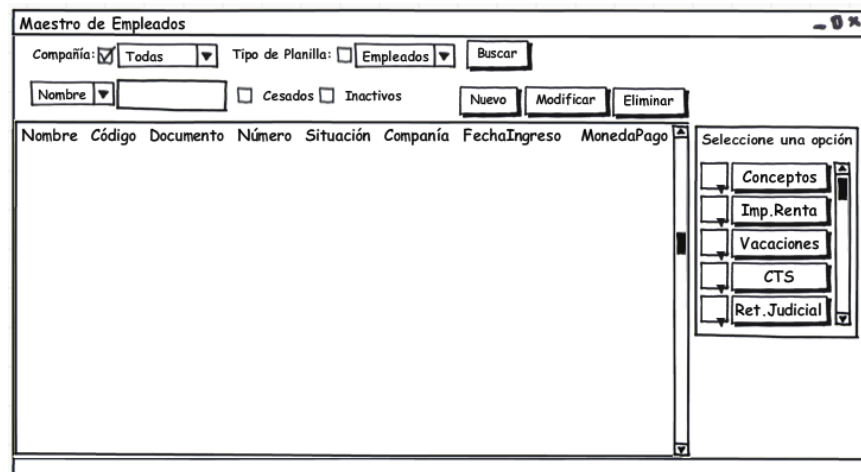 Maestro de Empleados
Compañía: Todas Tipo de Planilla: Empleados Buscar
Nombre Cesados Inactivos
Nuevo Modificar Eliminar
Nombre Código Documento Número Situación Companía FechaIngreso MonedaPago
Seleccione una opción
Conceptos
Imp.Renta
Vacaciones
CTS
Ret.Judicial